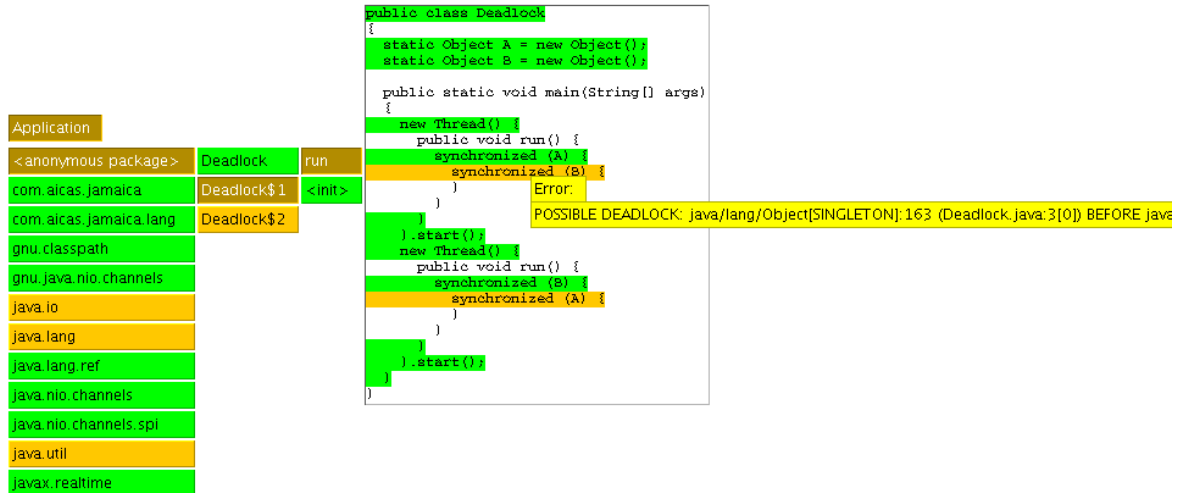 Application
<anonymous package> Deadlock run
com.aicas.jamaica Deadlock$1 <init>
com.aicas.jamaica.lang Deadlock$2
gnu.classpath
gnu.java.nio.channels
java.io
java.lang
java.lang.ref
java.nio.channels
java.nio.channels.spi
java.util
javax.realtime
public class Deadlock
{
static Object A = new Object();
static Object B = new Object();
public static void main(String[] args)
{
new Thread() {
public void run() {
synchronized (A) {
synchronized (B) {
}
}
}
}.start();
new Thread() {
public void run() {
synchronized (B) {
synchronized (A) {
}
}
}
}.start();
}
}
Error:
POSSIBLE DEADLOCK: java/lang/Object[SINGLETON]:163 (Deadlock.java:3[0]) BEFORE java